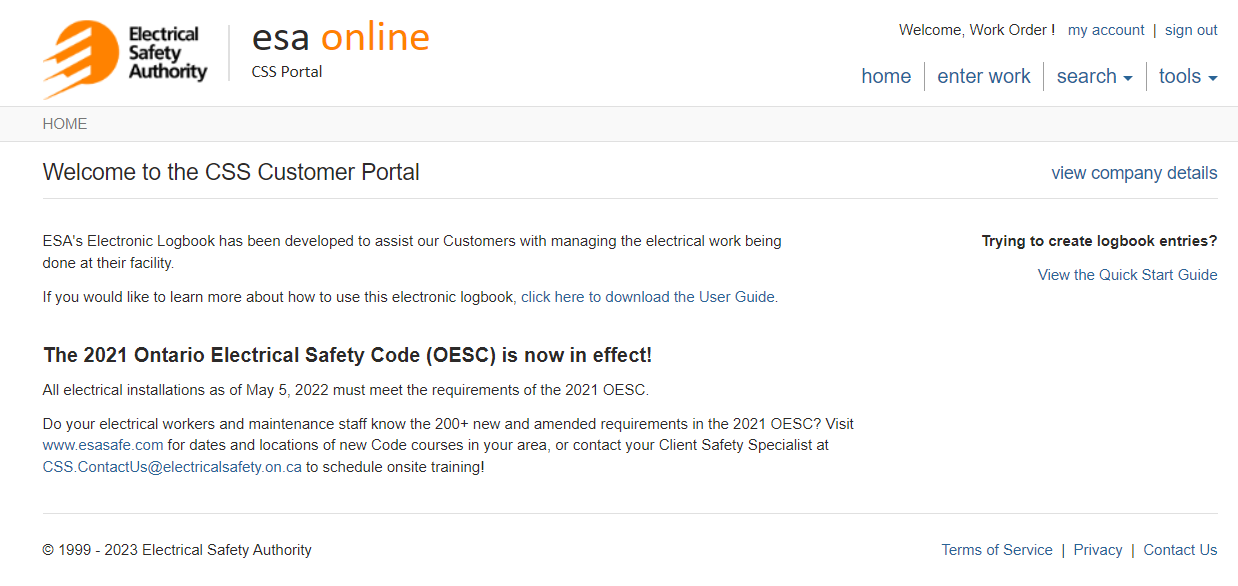 Electrical
Safety
Authority
esa online
CSS Portal
Welcome, Work Order ! my account | sign out
home enter work search tools
HOME
Welcome to the CSS Customer Portal
view company details
ESA's Electronic Logbook has been developed to assist our Customers with managing the electrical work being
done at their facility.
If you would like to learn more about how to use this electronic logbook, click here to download the User Guide.
Trying to create logbook entries?
View the Quick Start Guide
The 2021 Ontario Electrical Safety Code (OESC) is now in effect!
All electrical installations as of May 5, 2022 must meet the requirements of the 2021 OESC.
Do your electrical workers and maintenance staff know the 200+ new and amended requirements in the 2021 OESC? Visit
www.esasafe.com for dates and locations of new Code courses in your area, or contact your Client Safety Specialist at
CSS.ContactUs@electricalsafety.on.ca to schedule onsite training!
© 1999 - 2023 Electrical Safety Authority
Terms of Service | Privacy | Contact Us